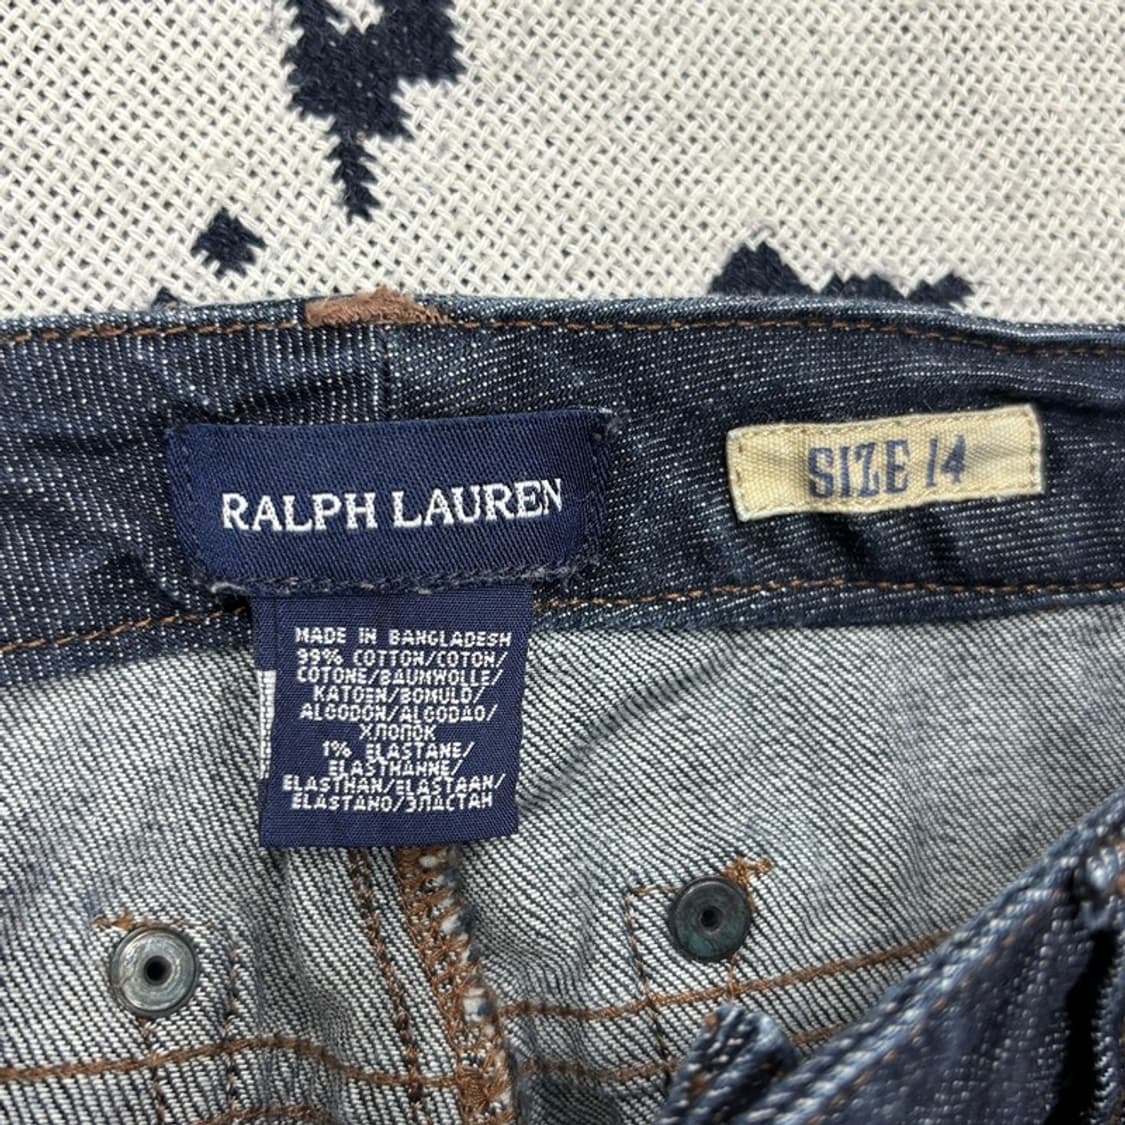 RALPH LAUREN
SIZE 14
MADE IN BANGLADESH
99% COTTON/COTON/
COTONE/BAUMWOLLE/
KATOEN/BOMULD/
ALGODON/ALGODAO/
ХЛОПОК
1% ELASTANE/
ELASTHANNE/
ELASTHAN/ELASTAAN/
ELASTANO/ЭЛАСТАН